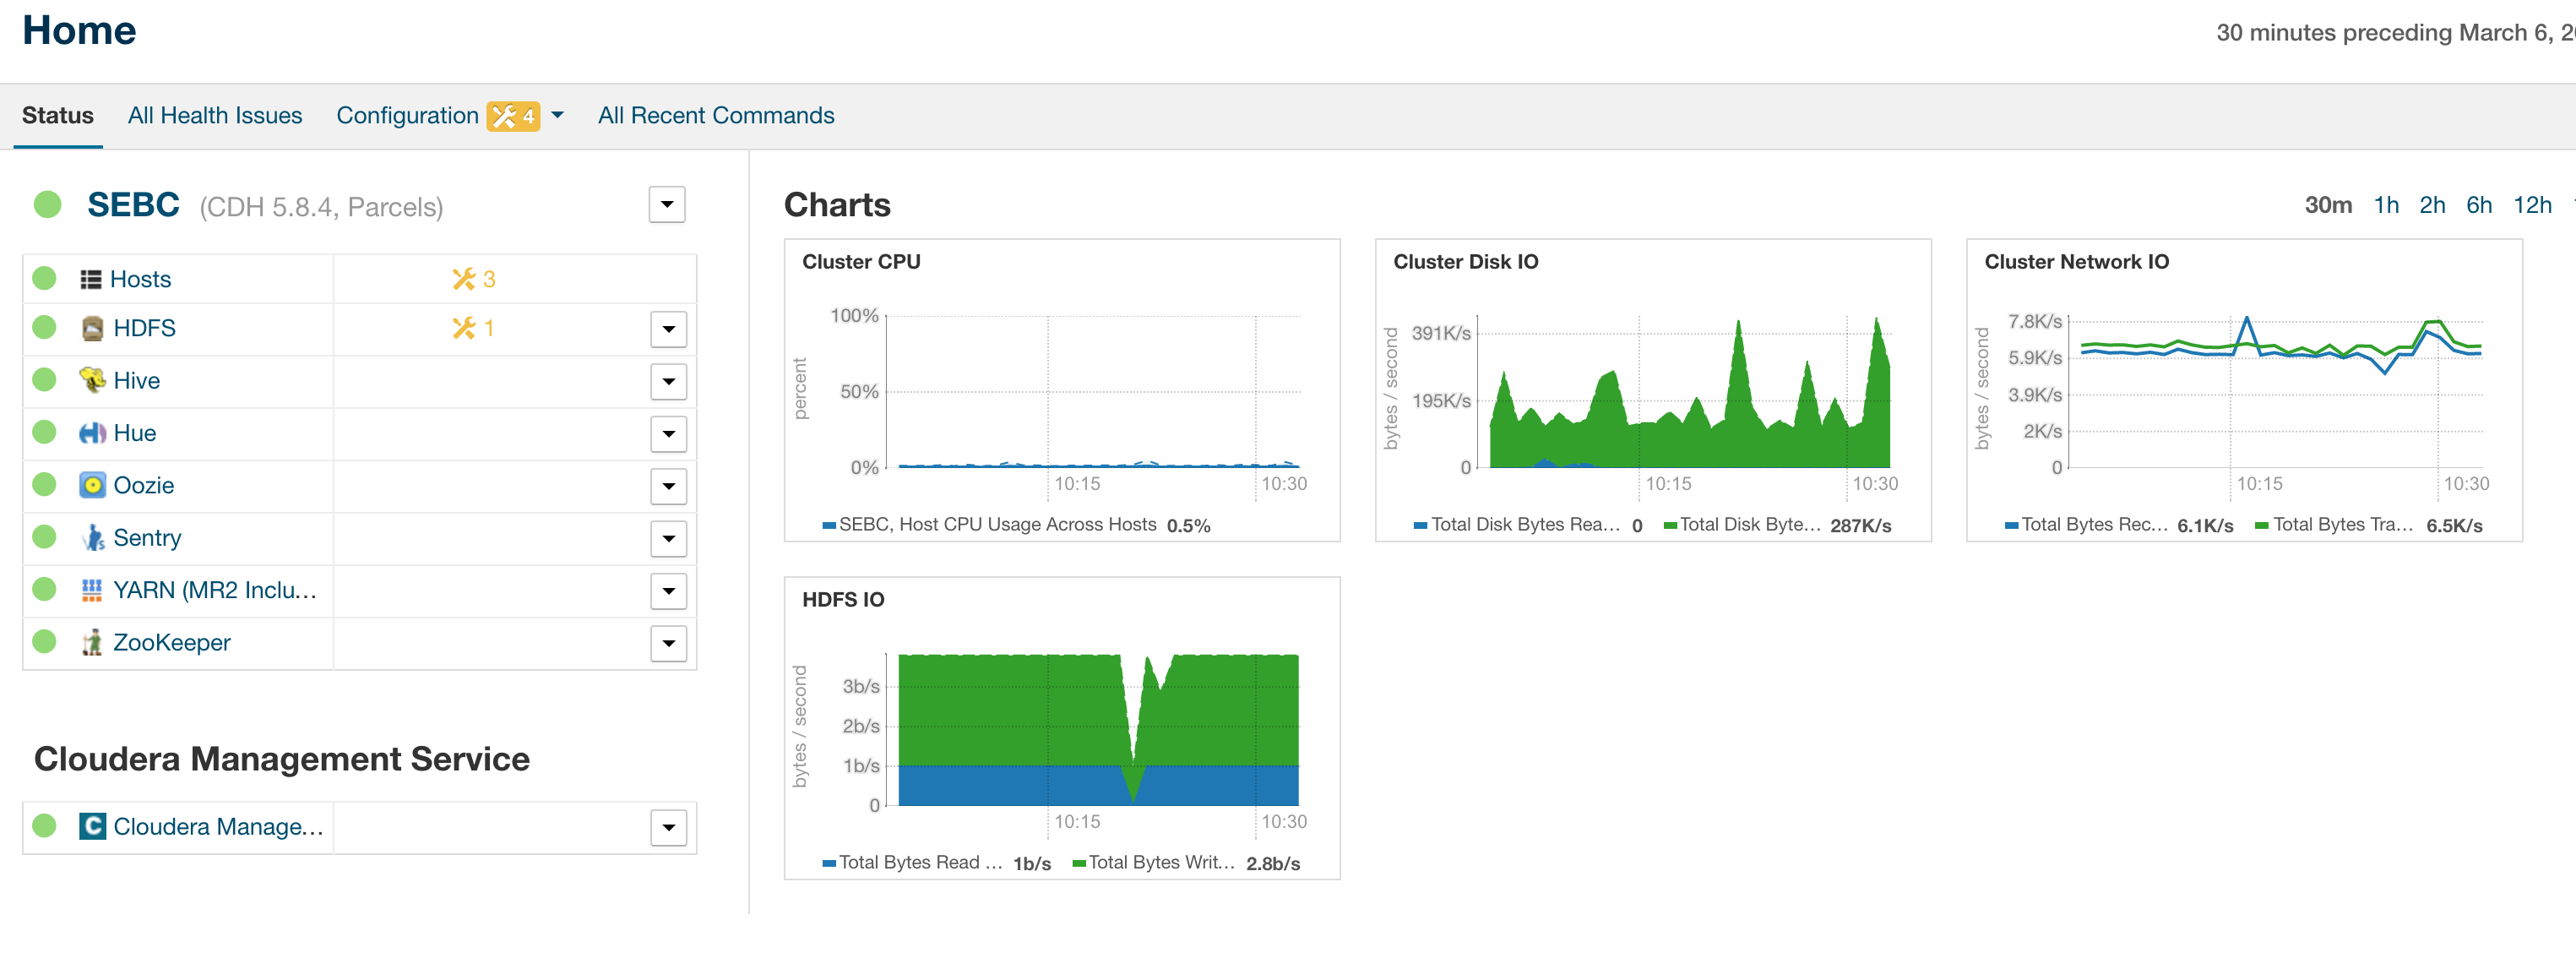 Home
30 minutes preceding March 6, 2
Status All Health Issues Configuration 4 All Recent Commands
SEBC (CDH 5.8.4, Parcels)
Hosts 3
HDFS 1
Hive
Hue
Oozie
Sentry
YARN (MR2 Inclu...
ZooKeeper
Cloudera Management Service
C Cloudera Manage...
Charts
30m 1h 2h 6h 12h
Cluster CPU
percent
100%
50%
0%
10:15 10:30
SEBC, Host CPU Usage Across Hosts 0.5%
Cluster Disk IO
bytes / second
391K/s
195K/s
0
10:15 10:30
Total Disk Bytes Rea... 0 Total Disk Byte... 287K/s
Cluster Network IO
bytes / second
7.8K/s
5.9K/s
3.9K/s
2K/s
0
10:15 10:30
Total Bytes Rec... 6.1K/s Total Bytes Tra... 6.5K/s
HDFS IO
bytes / second
3b/s
2b/s
1b/s
0
10:15 10:30
Total Bytes Read ... 1b/s Total Bytes Writ... 2.8b/s